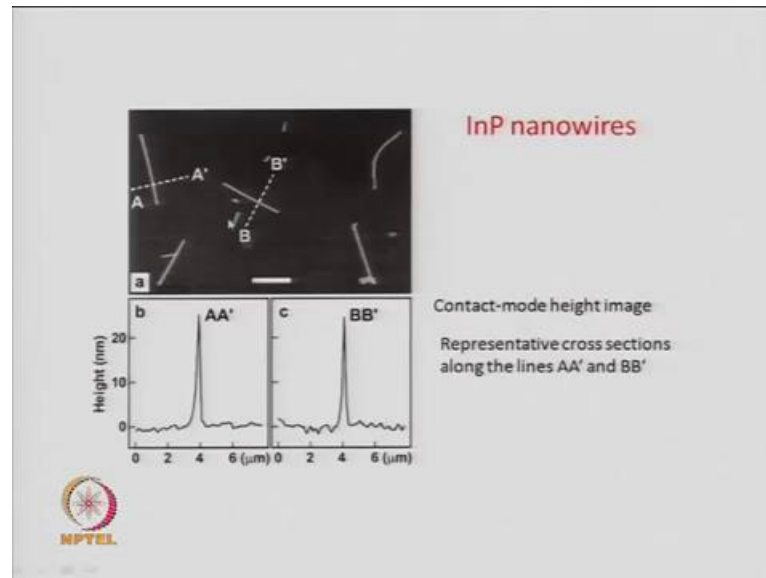 InP nanowires
A
A'
B'
B
a
Contact-mode height image
Representative cross sections
along the lines AA' and BB'
b AA'
c BB'
Height (nm)
20
10
0
0 2 4 6 (μm)
0 2 4 6 (μm)
NPTEL